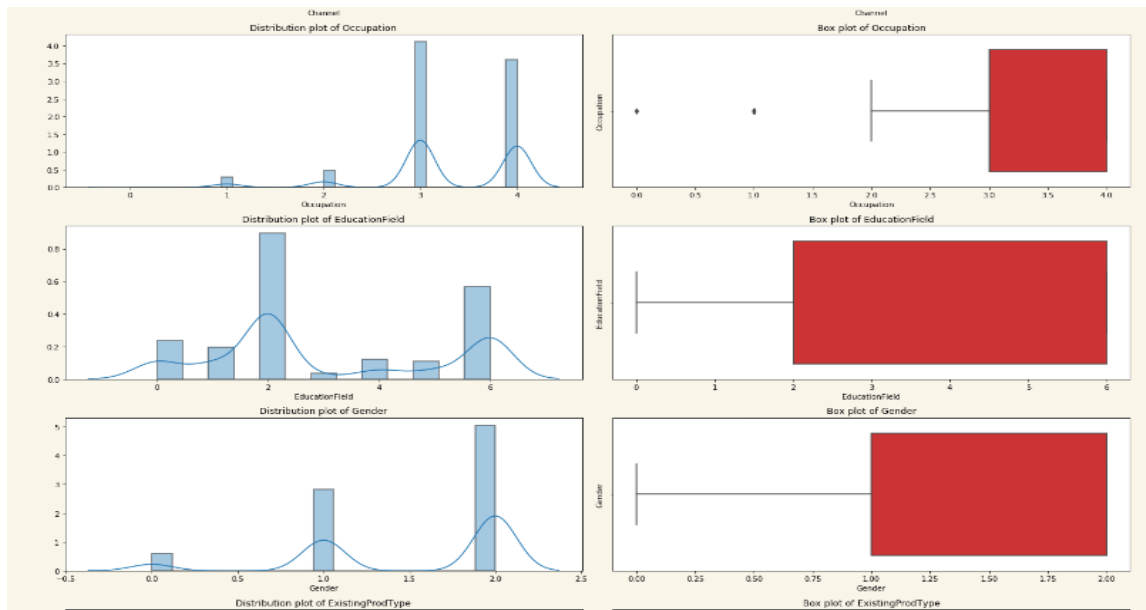 Channel
Channel
Distribution plot of Occupation
Box plot of Occupation
4.0
3.5
3.0
2.5
2.0
1.5
1.0
0.5
0.0
0 1 2 3 4
Occupation
Occupation
0.0 0.5 1.0 1.5 2.0 2.5 3.0 3.5 4.0
Occupation
Distribution plot of EducationField
Box plot of EducationField
0.8
0.6
0.4
0.2
0.0
0 2 4 6
EducationField
EducationField
0 1 2 3 4 5 6
EducationField
Distribution plot of Gender
Box plot of Gender
5
4
3
2
1
0
−0.5 0.0 0.5 1.0 1.5 2.0 2.5
Gender
Gender
0.00 0.25 0.50 0.75 1.00 1.25 1.50 1.75 2.00
Gender
Distribution plot of ExistingProdType
Box plot of ExistingProdType